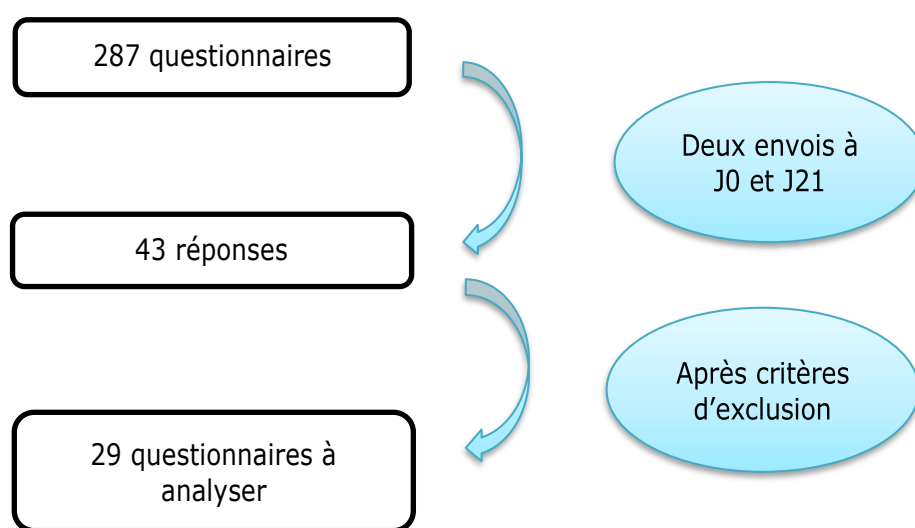 287 questionnaires
Deux envois à
J0 et J21
43 réponses
Après critères
d’exclusion
29 questionnaires à
analyser